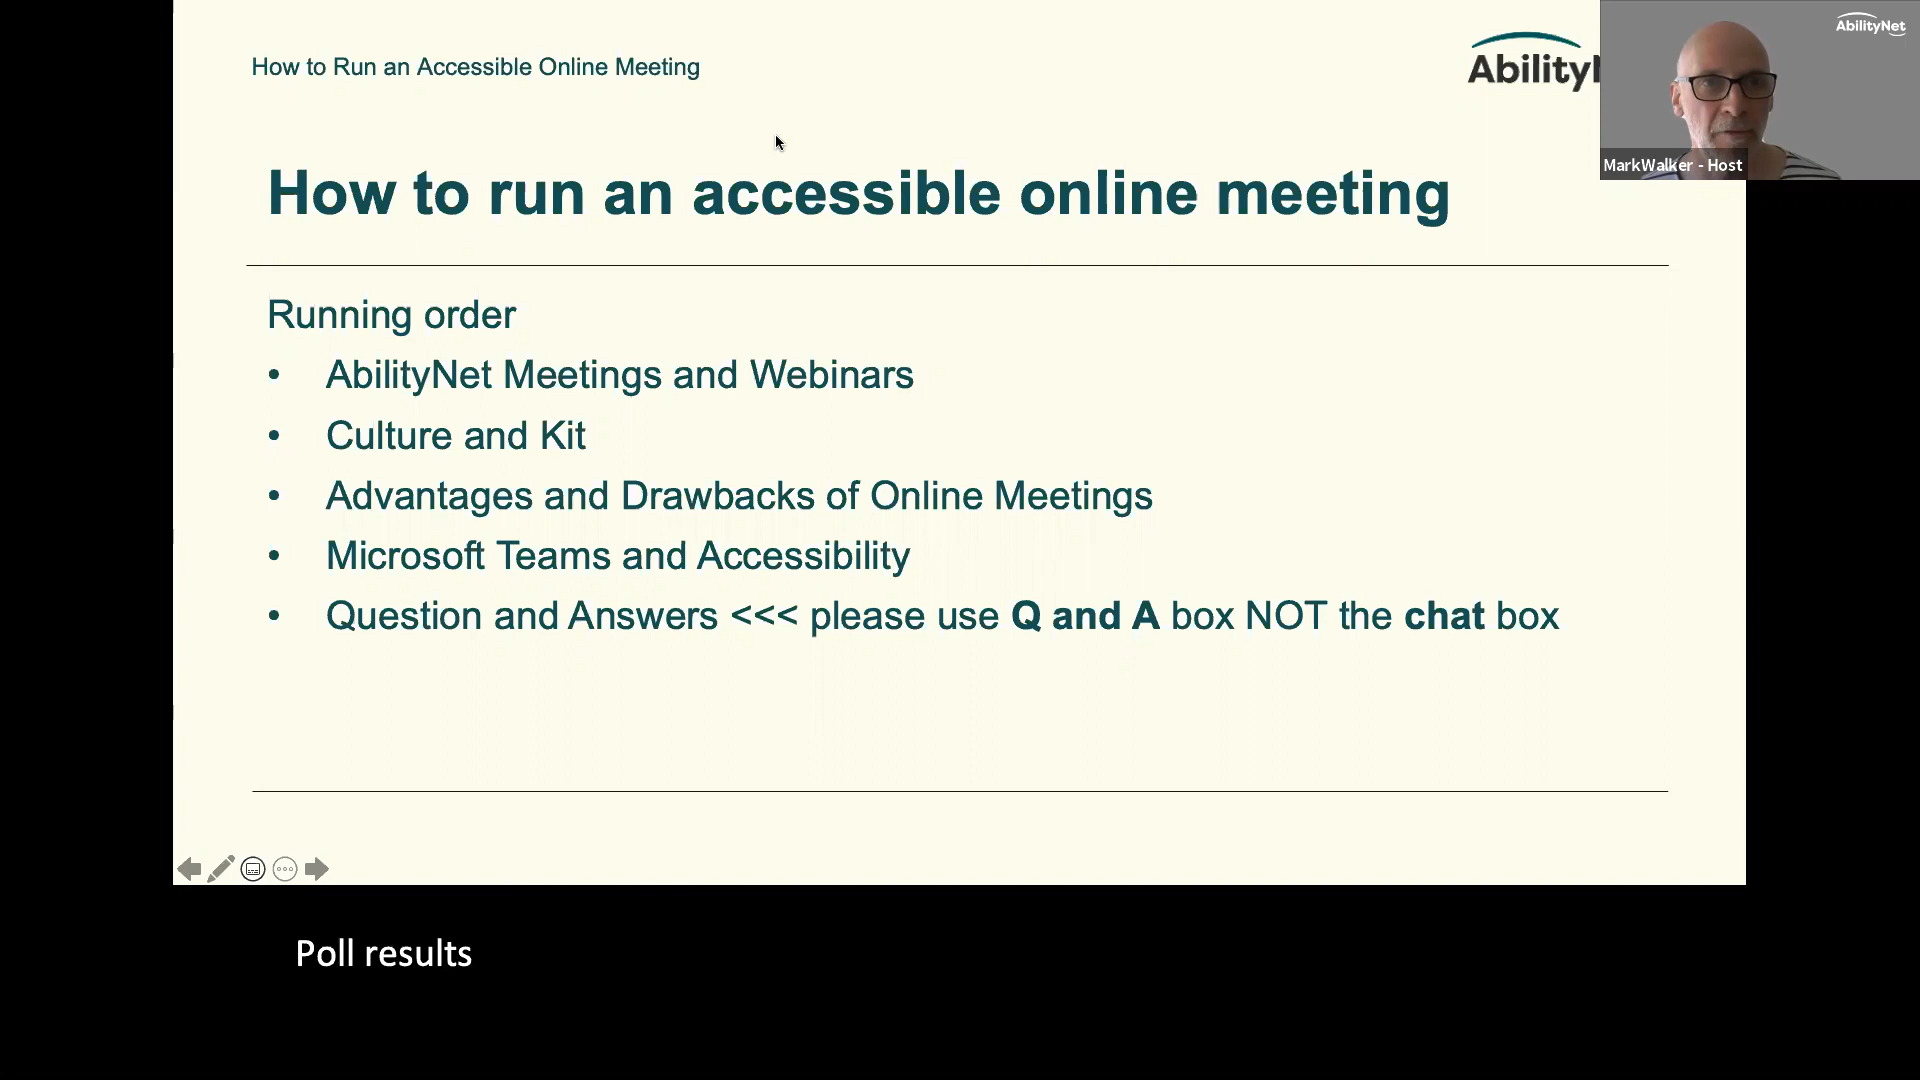 How to Run an Accessible Online Meeting
AbilityN
AbilityNet
MarkWalker - Host
How to run an accessible online meeting
Running order
• AbilityNet Meetings and Webinars
• Culture and Kit
• Advantages and Drawbacks of Online Meetings
• Microsoft Teams and Accessibility
• Question and Answers <<< please use Q and A box NOT the chat box
Poll results